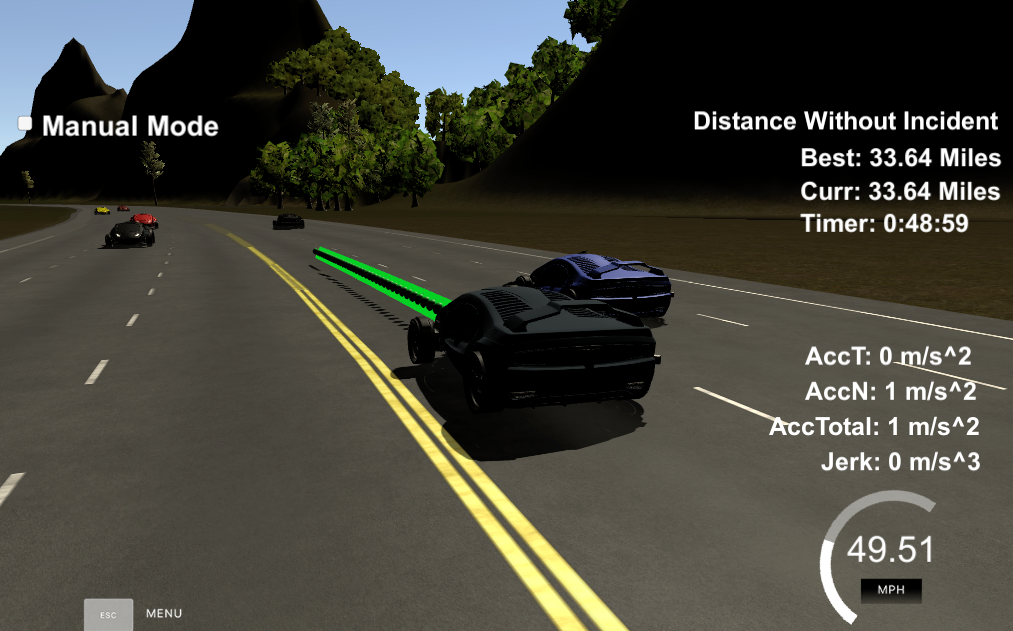 Manual Mode
Distance Without Incident
Best: 33.64 Miles
Curr: 33.64 Miles
Timer: 0:48:59
AccT: 0 m/s^2
AccN: 1 m/s^2
AccTotal: 1 m/s^2
Jerk: 0 m/s^3
49.51
MPH
ESC MENU